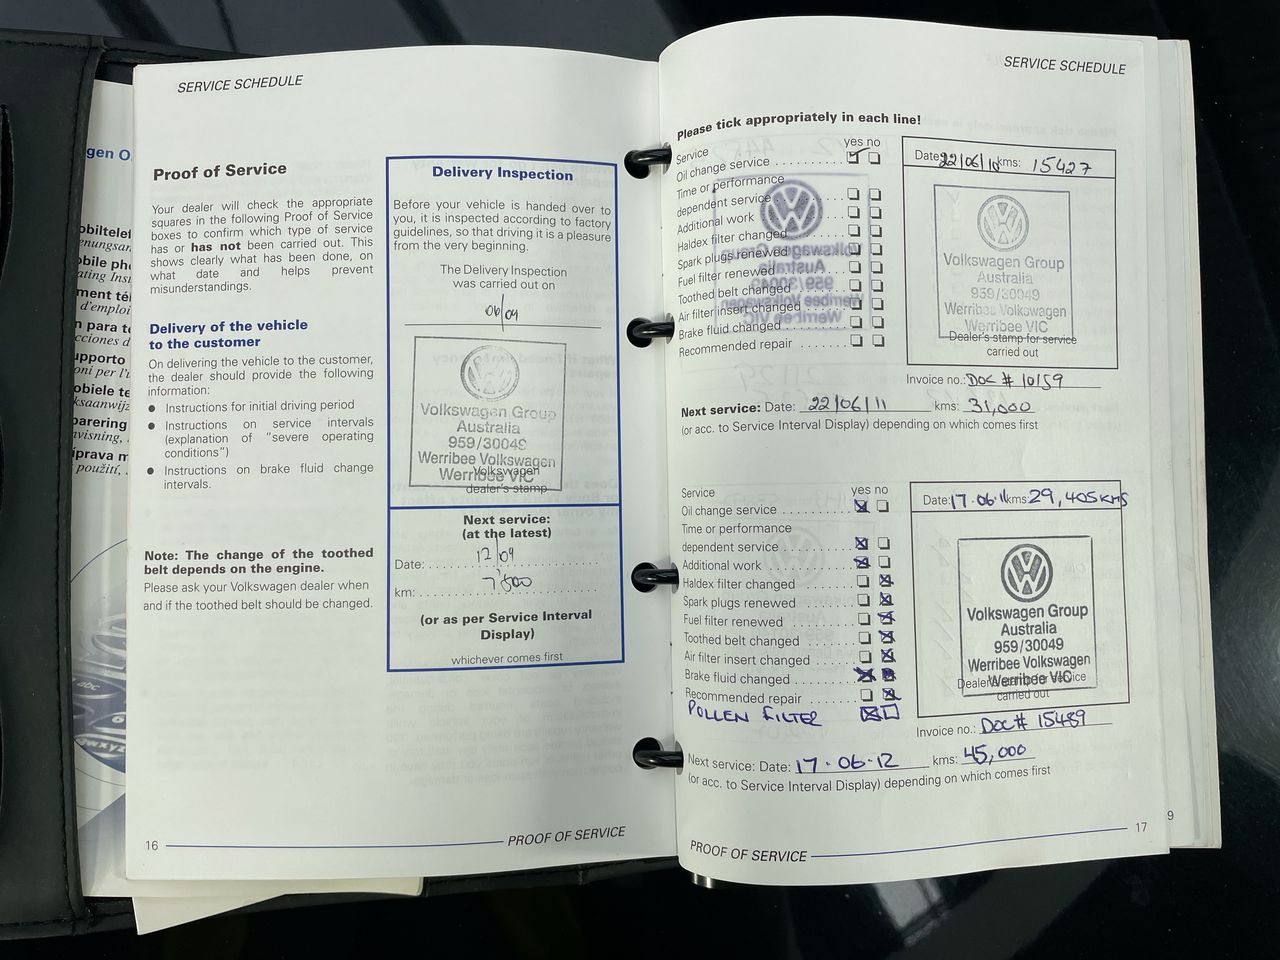 SERVICE SCHEDULE
Proof of Service
Your dealer will check the appropriate
squares in the following Proof of Service
boxes to confirm which type of service
has or has not been carried out. This
shows clearly what has been done, on
what date and helps prevent
misunderstandings.
Delivery of the vehicle
to the customer
On delivering the vehicle to the customer,
the dealer should provide the following
information:
● Instructions for initial driving period
● Instructions on service intervals
(explanation of "severe operating
conditions")
● Instructions on brake fluid change
intervals.
Note: The change of the toothed
belt depends on the engine.
Please ask your Volkswagen dealer when
and if the toothed belt should be changed.
Delivery Inspection
Before your vehicle is handed over to
you, it is inspected according to factory
guidelines, so that driving it is a pleasure
from the very beginning.
The Delivery Inspection
was carried out on
06/09
Volkswagen Group
Australia
959/30049
Werribee Volkswagen
Werribee VIC
Volkswagen
dealer's stamp
Next service:
(at the latest)
Date: 12/09
km: 7'500
(or as per Service Interval
Display)
whichever comes first
16 PROOF OF SERVICE
SERVICE SCHEDULE
Please tick appropriately in each line!
Service yes no
Oil change service
Time or performance
dependent service
Additional work
Haldex filter changed
Spark plugs renewed
Fuel filter renewed
Toothed belt changed
Air filter insert changed
Brake fluid changed
Recommended repair
Date: 22/06/10 kms: 15427
Volkswagen Group
Australia
959/30049
Werribee Volkswagen
Werribee VIC
Dealer's stamp for service
carried out
Invoice no.: DOC # 10159
Next service: Date: 22/06/11 kms: 31,000
(or acc. to Service Interval Display) depending on which comes first
Service yes no
Oil change service
Time or performance
dependent service
Additional work
Haldex filter changed
Spark plugs renewed
Fuel filter renewed
Toothed belt changed
Air filter insert changed
Brake fluid changed
Recommended repair
POLLEN FILTER
Date: 17.06.11 kms: 29,405KMS
Volkswagen Group
Australia
959/30049
Werribee Volkswagen
Werribee VIC
Dealer's stamp for service
carried out
Invoice no.: DOC# 15489
Next service: Date: 17.06.12 kms: 45,000
(or acc. to Service Interval Display) depending on which comes first
PROOF OF SERVICE 17
9